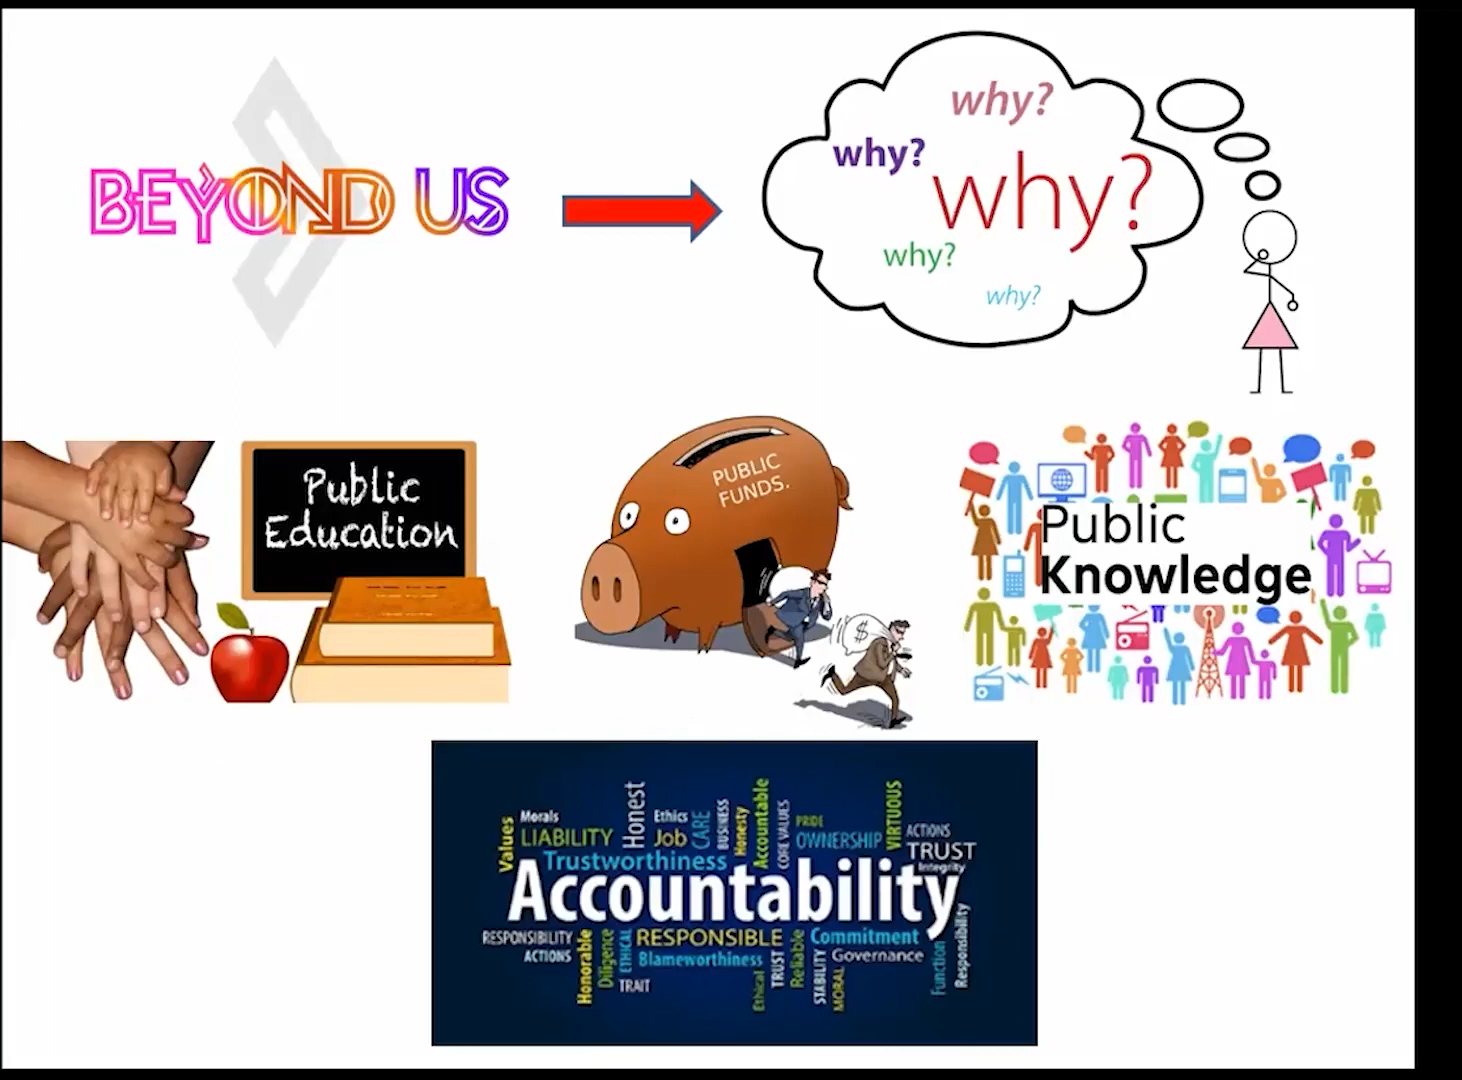 BEYOND US
why?
why?
why?
why?
why?
Public
Education
PUBLIC
FUNDS.
$
Public
Knowledge
Morals
Values
LIABILITY
Honest
Ethics
Job
CARE
BUSINESS
Honesty
Accountable
CORE VALUES
PRIDE
OWNERSHIP
VIRTUOUS
ACTIONS
TRUST
Integrity
Trustworthiness
Accountability
RESPONSIBILITY
ACTIONS
Honorable
Diligence
ETHICAL
TRAIT
RESPONSIBLE
Blameworthiness
Ethical
TRUST
Reliable
Commitment
Governance
STABILITY
MORAL
Function
Responsibility